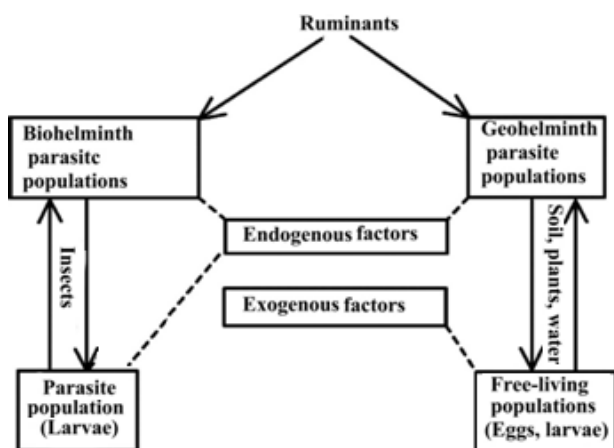 Ruminants
Biohelminth
parasitc
populations
Geohelminth
parasite
populations
Endogenous factors
Exogenous factors
Insects
Soil, plants, water
Parasite
population
(Larvae)
Free-living
populations
(Eggs, larvae)